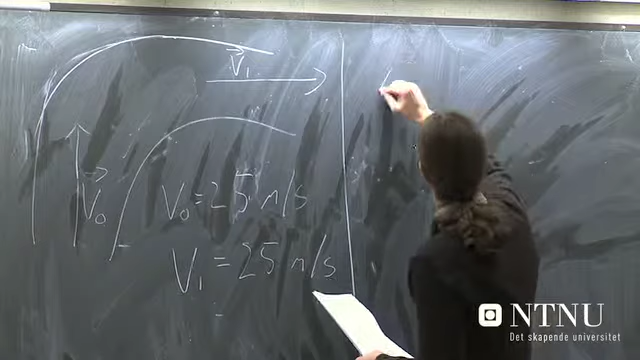 V₁
V₀
V₀ = 25 m/s
V₁ = 25 m/s
NTNU
Det skapende universitet